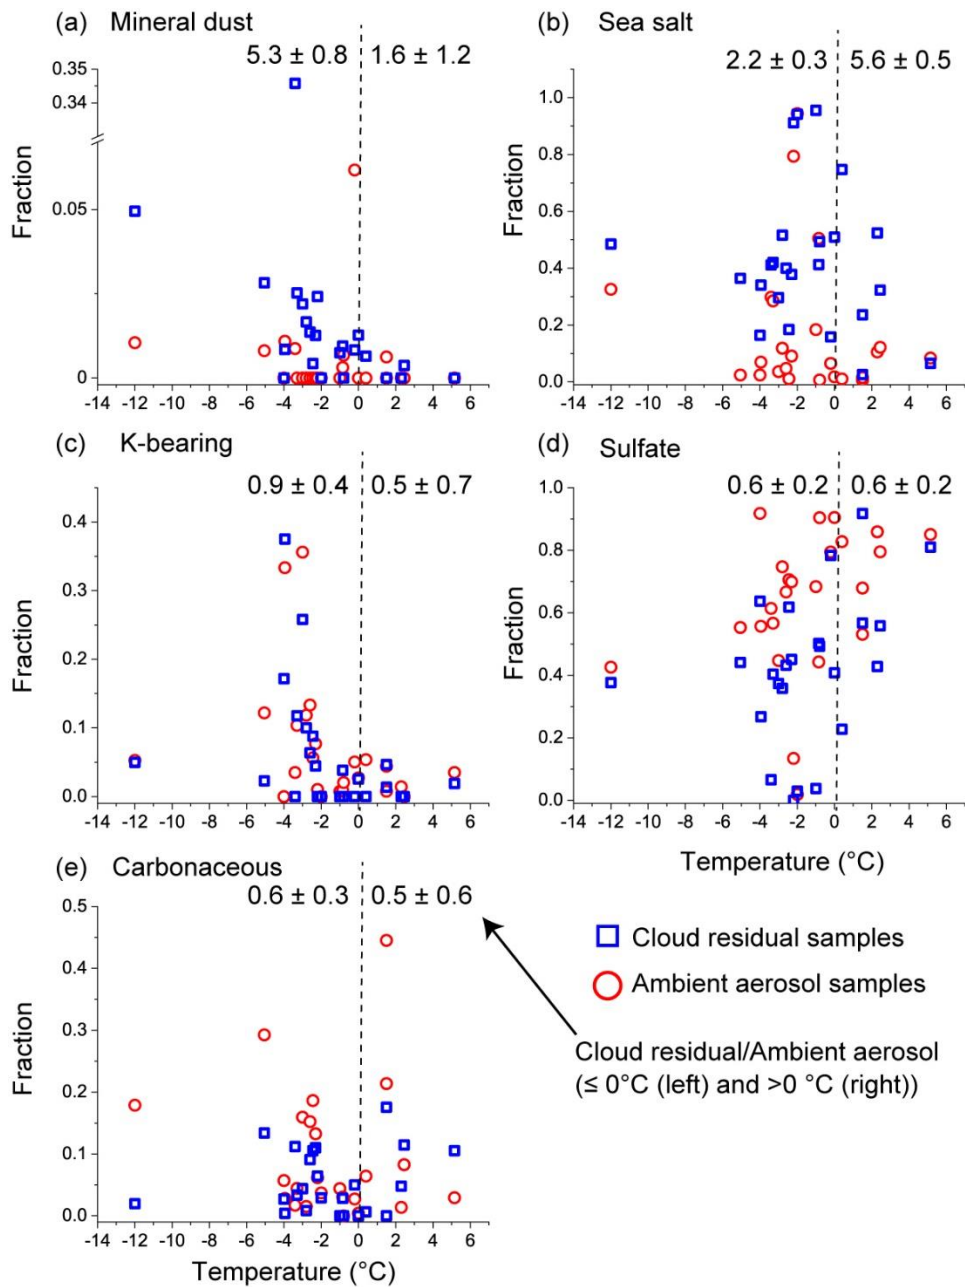 (a) Mineral dust
5.3 ± 0.8 1.6 ± 1.2
0.35
0.34
0.05
0
Fraction
-14 -12 -10 -8 -6 -4 -2 0 2 4 6
(b) Sea salt
2.2 ± 0.3 5.6 ± 0.5
1.0
0.8
0.6
0.4
0.2
0.0
Fraction
-14 -12 -10 -8 -6 -4 -2 0 2 4 6
(c) K-bearing
0.9 ± 0.4 0.5 ± 0.7
0.4
0.3
0.2
0.1
0.0
Fraction
-14 -12 -10 -8 -6 -4 -2 0 2 4 6
(d) Sulfate
0.6 ± 0.2 0.6 ± 0.2
1.0
0.8
0.6
0.4
0.2
0.0
Fraction
-14 -12 -10 -8 -6 -4 -2 0 2 4 6
Temperature (°C)
(e) Carbonaceous
0.6 ± 0.3 0.5 ± 0.6
0.5
0.4
0.3
0.2
0.1
0.0
Fraction
-14 -12 -10 -8 -6 -4 -2 0 2 4 6
Temperature (°C)
Cloud residual samples
Ambient aerosol samples
Cloud residual/Ambient aerosol
(≤ 0°C (left) and >0 °C (right))